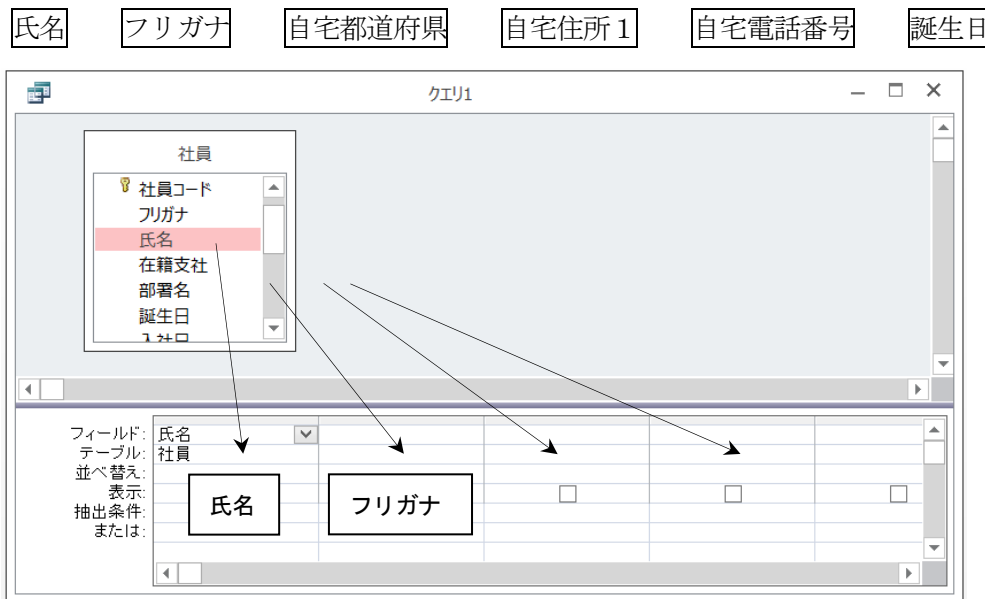 氏名 フリガナ 自宅都道府県 自宅住所1 自宅電話番号 誕生日
クエリ1
社員
社員コード
フリガナ
氏名
在籍支社
部署名
誕生日
入社日
フィールド: 氏名
テーブル: 社員
並べ替え:
表示:
抽出条件:
または:
氏名 フリガナ